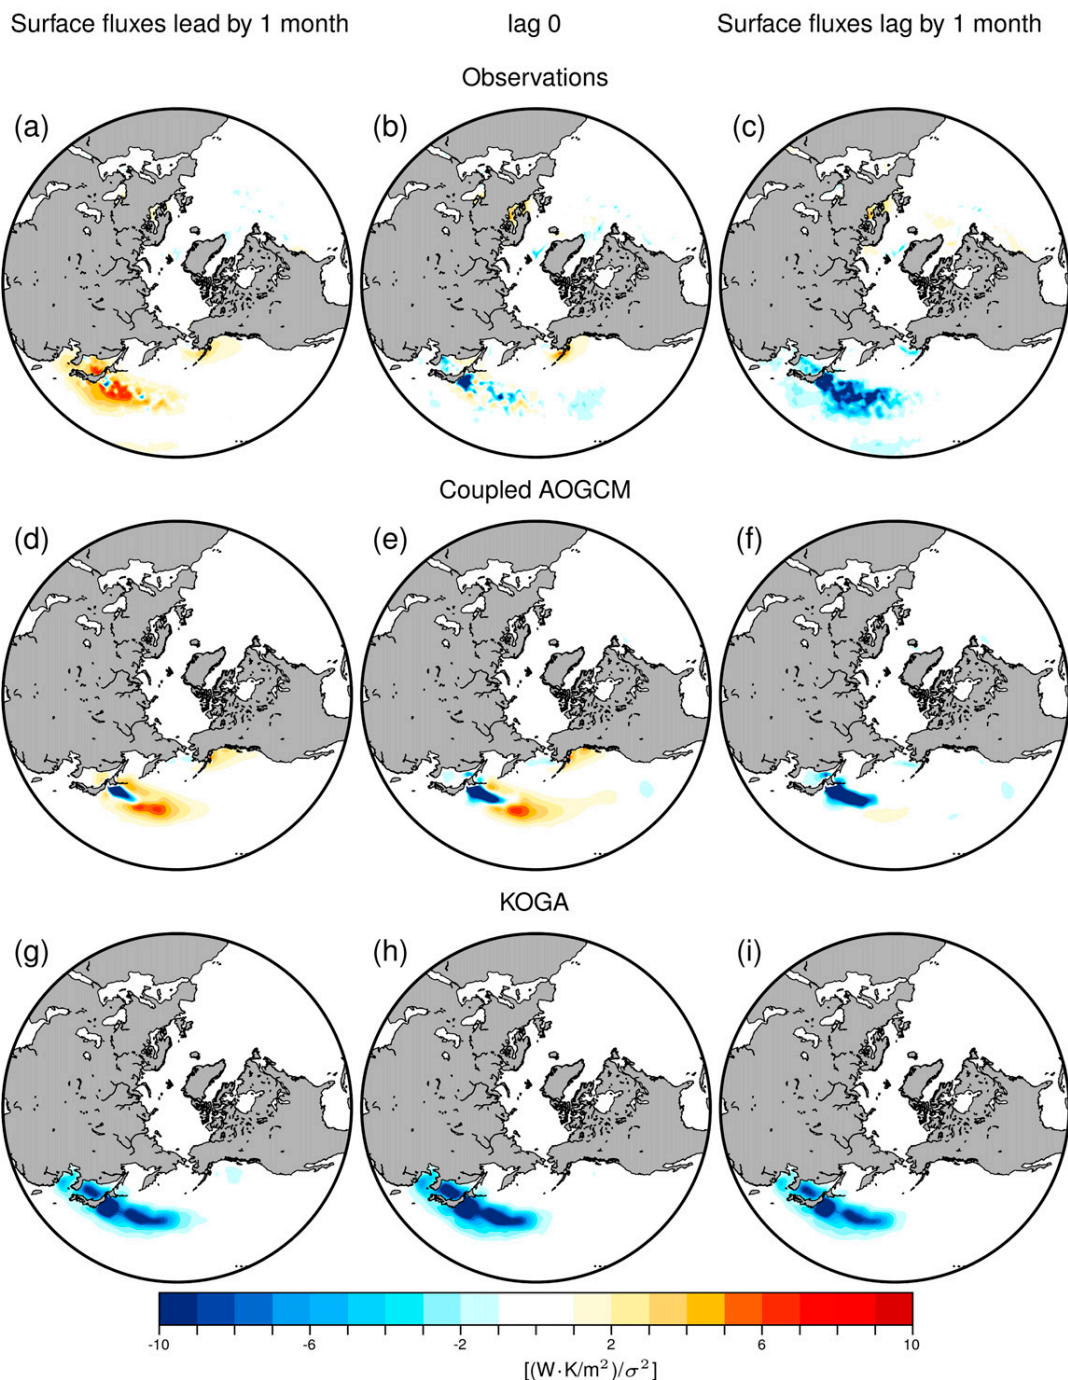 Surface fluxes lead by 1 month lag 0 Surface fluxes lag by 1 month
Observations
(a) (b) (c)
Coupled AOGCM
(d) (e) (f)
KOGA
(g) (h) (i)
-10 -6 -2 2 6 10
[(W·K/m²)/σ²]